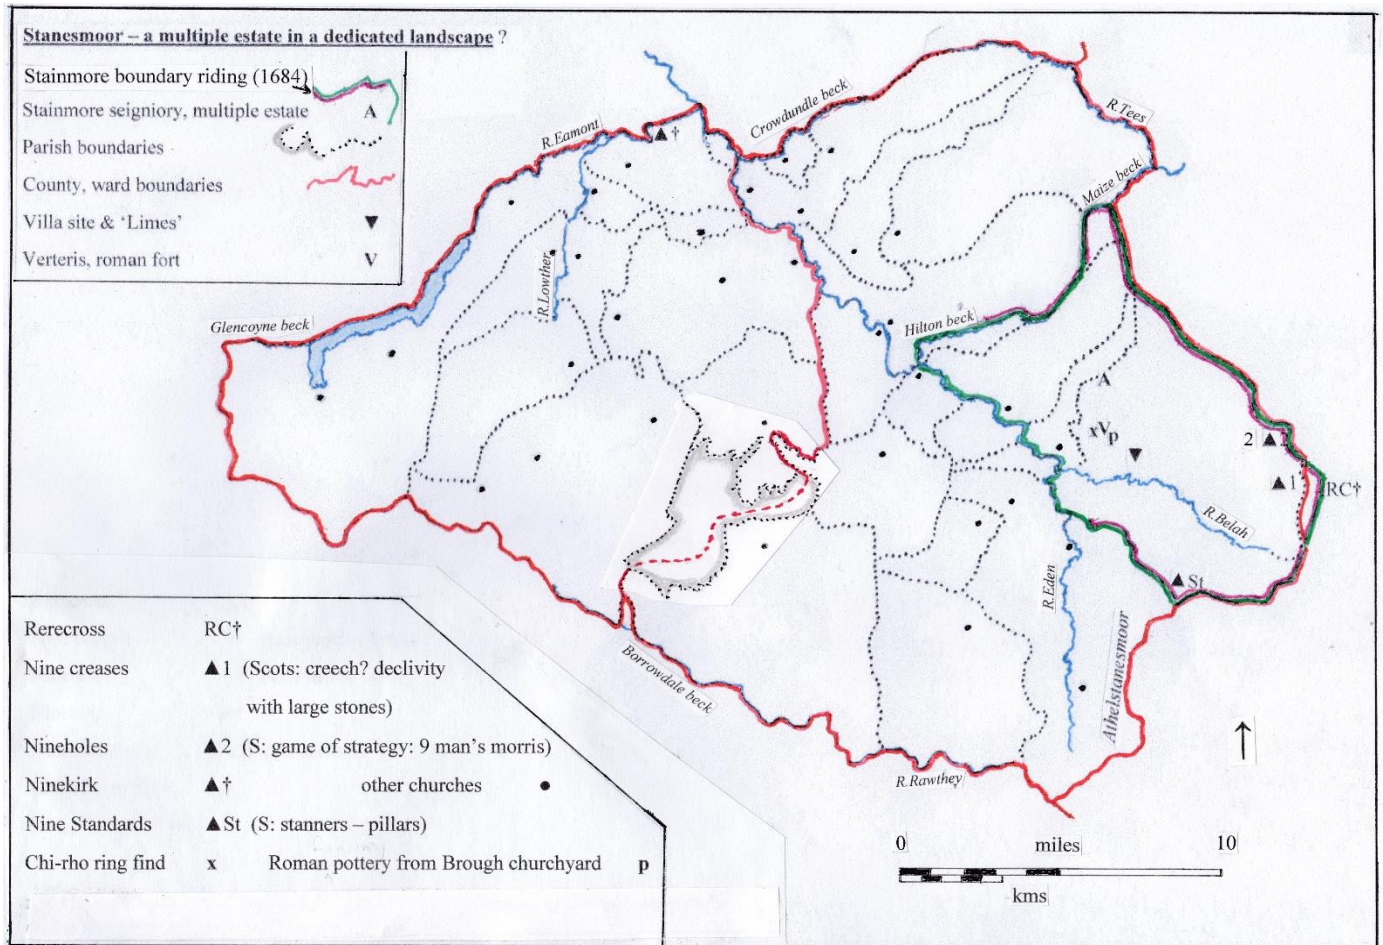 Stanesmoor – a multiple estate in a dedicated landscape ?
Stainmore boundary riding (1684)
Stainmore seigniory, multiple estate A
Parish boundaries
County, ward boundaries
Villa site & ‘Limes’ ▼
Verteris, roman fort V
R.Eamont
†
Crowdundle beck
R.Tees
Maize beck
R.Lowther
Glencoyne beck
Hilton beck
A
xVp
2
1
RC†
R.Belah
St
R.Eden
Athelstanesmoor
Borrowdale beck
R.Rawthey
0 miles 10
kms
Rerecross RC†
Nine creases ▲1 (Scots: creech? declivity
with large stones)
Nineholes ▲2 (S: game of strategy: 9 man’s morris)
Ninekirk ▲† other churches ●
Nine Standards ▲St (S: stanners – pillars)
Chi-rho ring find x Roman pottery from Brough churchyard p